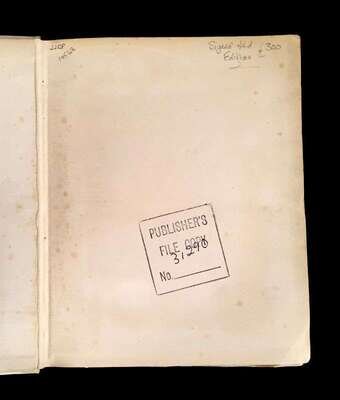 Signed Ltd £300
Edition
PUBLISHER'S
FILE COPY
31290
No.